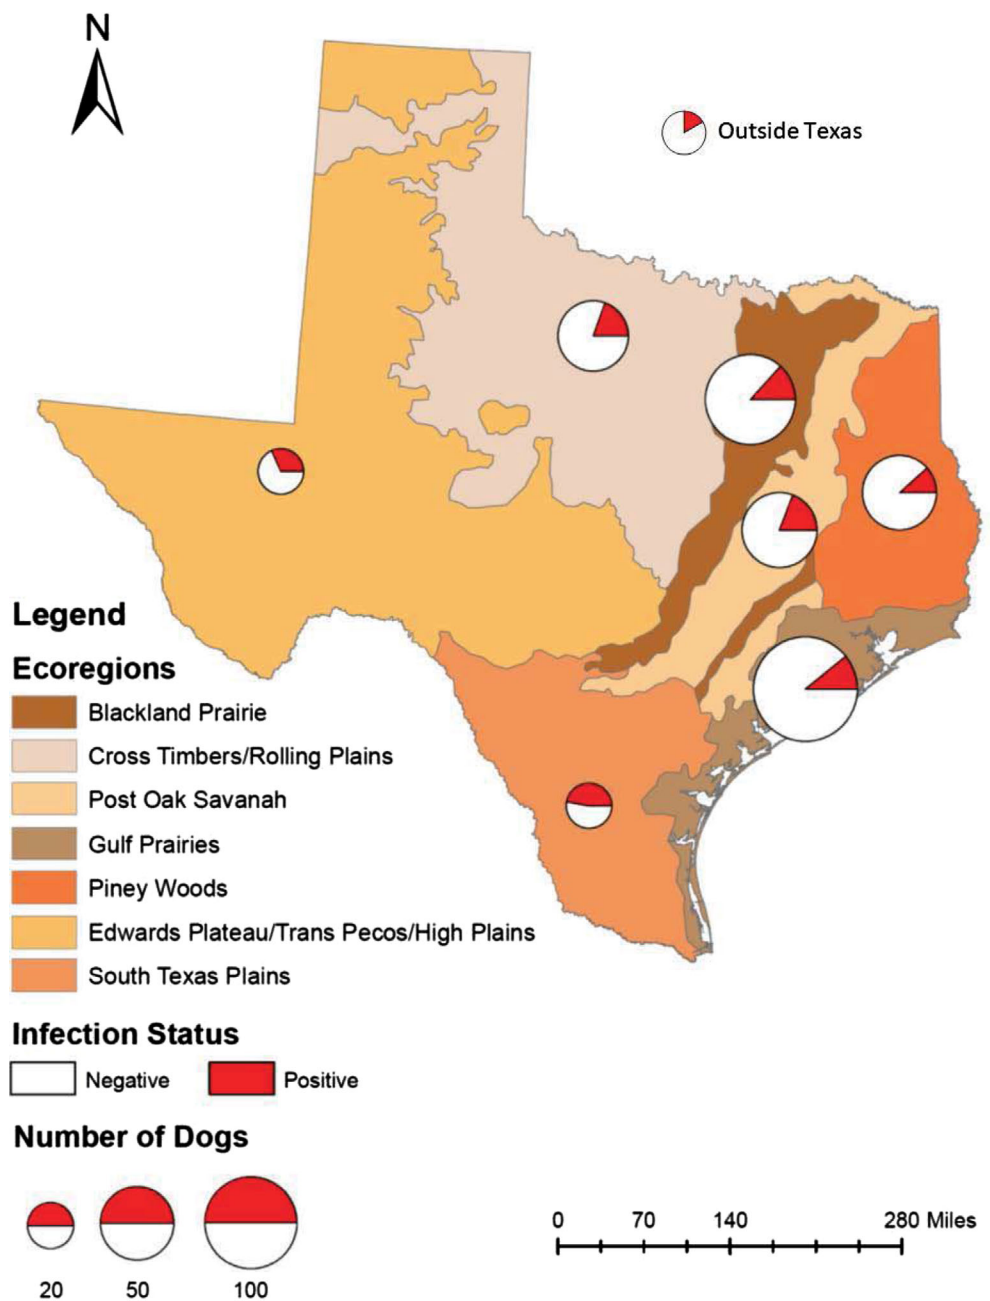 N
Outside Texas
Legend
Ecoregions
Blackland Prairie
Cross Timbers/Rolling Plains
Post Oak Savanah
Gulf Prairies
Piney Woods
Edwards Plateau/Trans Pecos/High Plains
South Texas Plains
Infection Status
Negative Positive
Number of Dogs
20 50 100
0 70 140 280 Miles